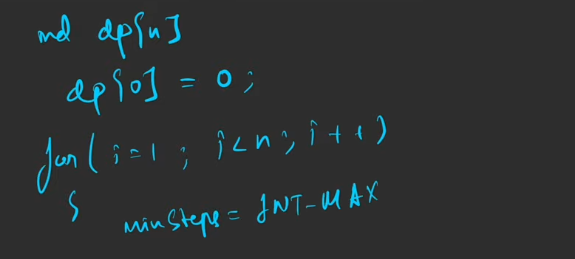 int dp[n]
dp[0] = 0;
for( i=1 ; i<n ; i++)
{ minSteps = INT-MAX